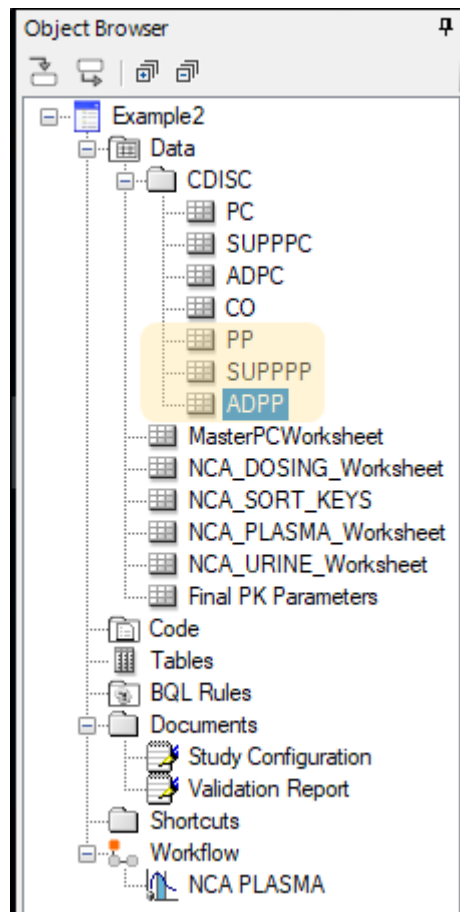 Object Browser
Example2
Data
CDISC
PC
SUPPPC
ADPC
CO
PP
SUPPPP
ADPP
MasterPCWorksheet
NCA_DOSING_Worksheet
NCA_SORT_KEYS
NCA_PLASMA_Worksheet
NCA_URINE_Worksheet
Final PK Parameters
Code
Tables
BQL Rules
Documents
Study Configuration
Validation Report
Shortcuts
Workflow
NCA PLASMA